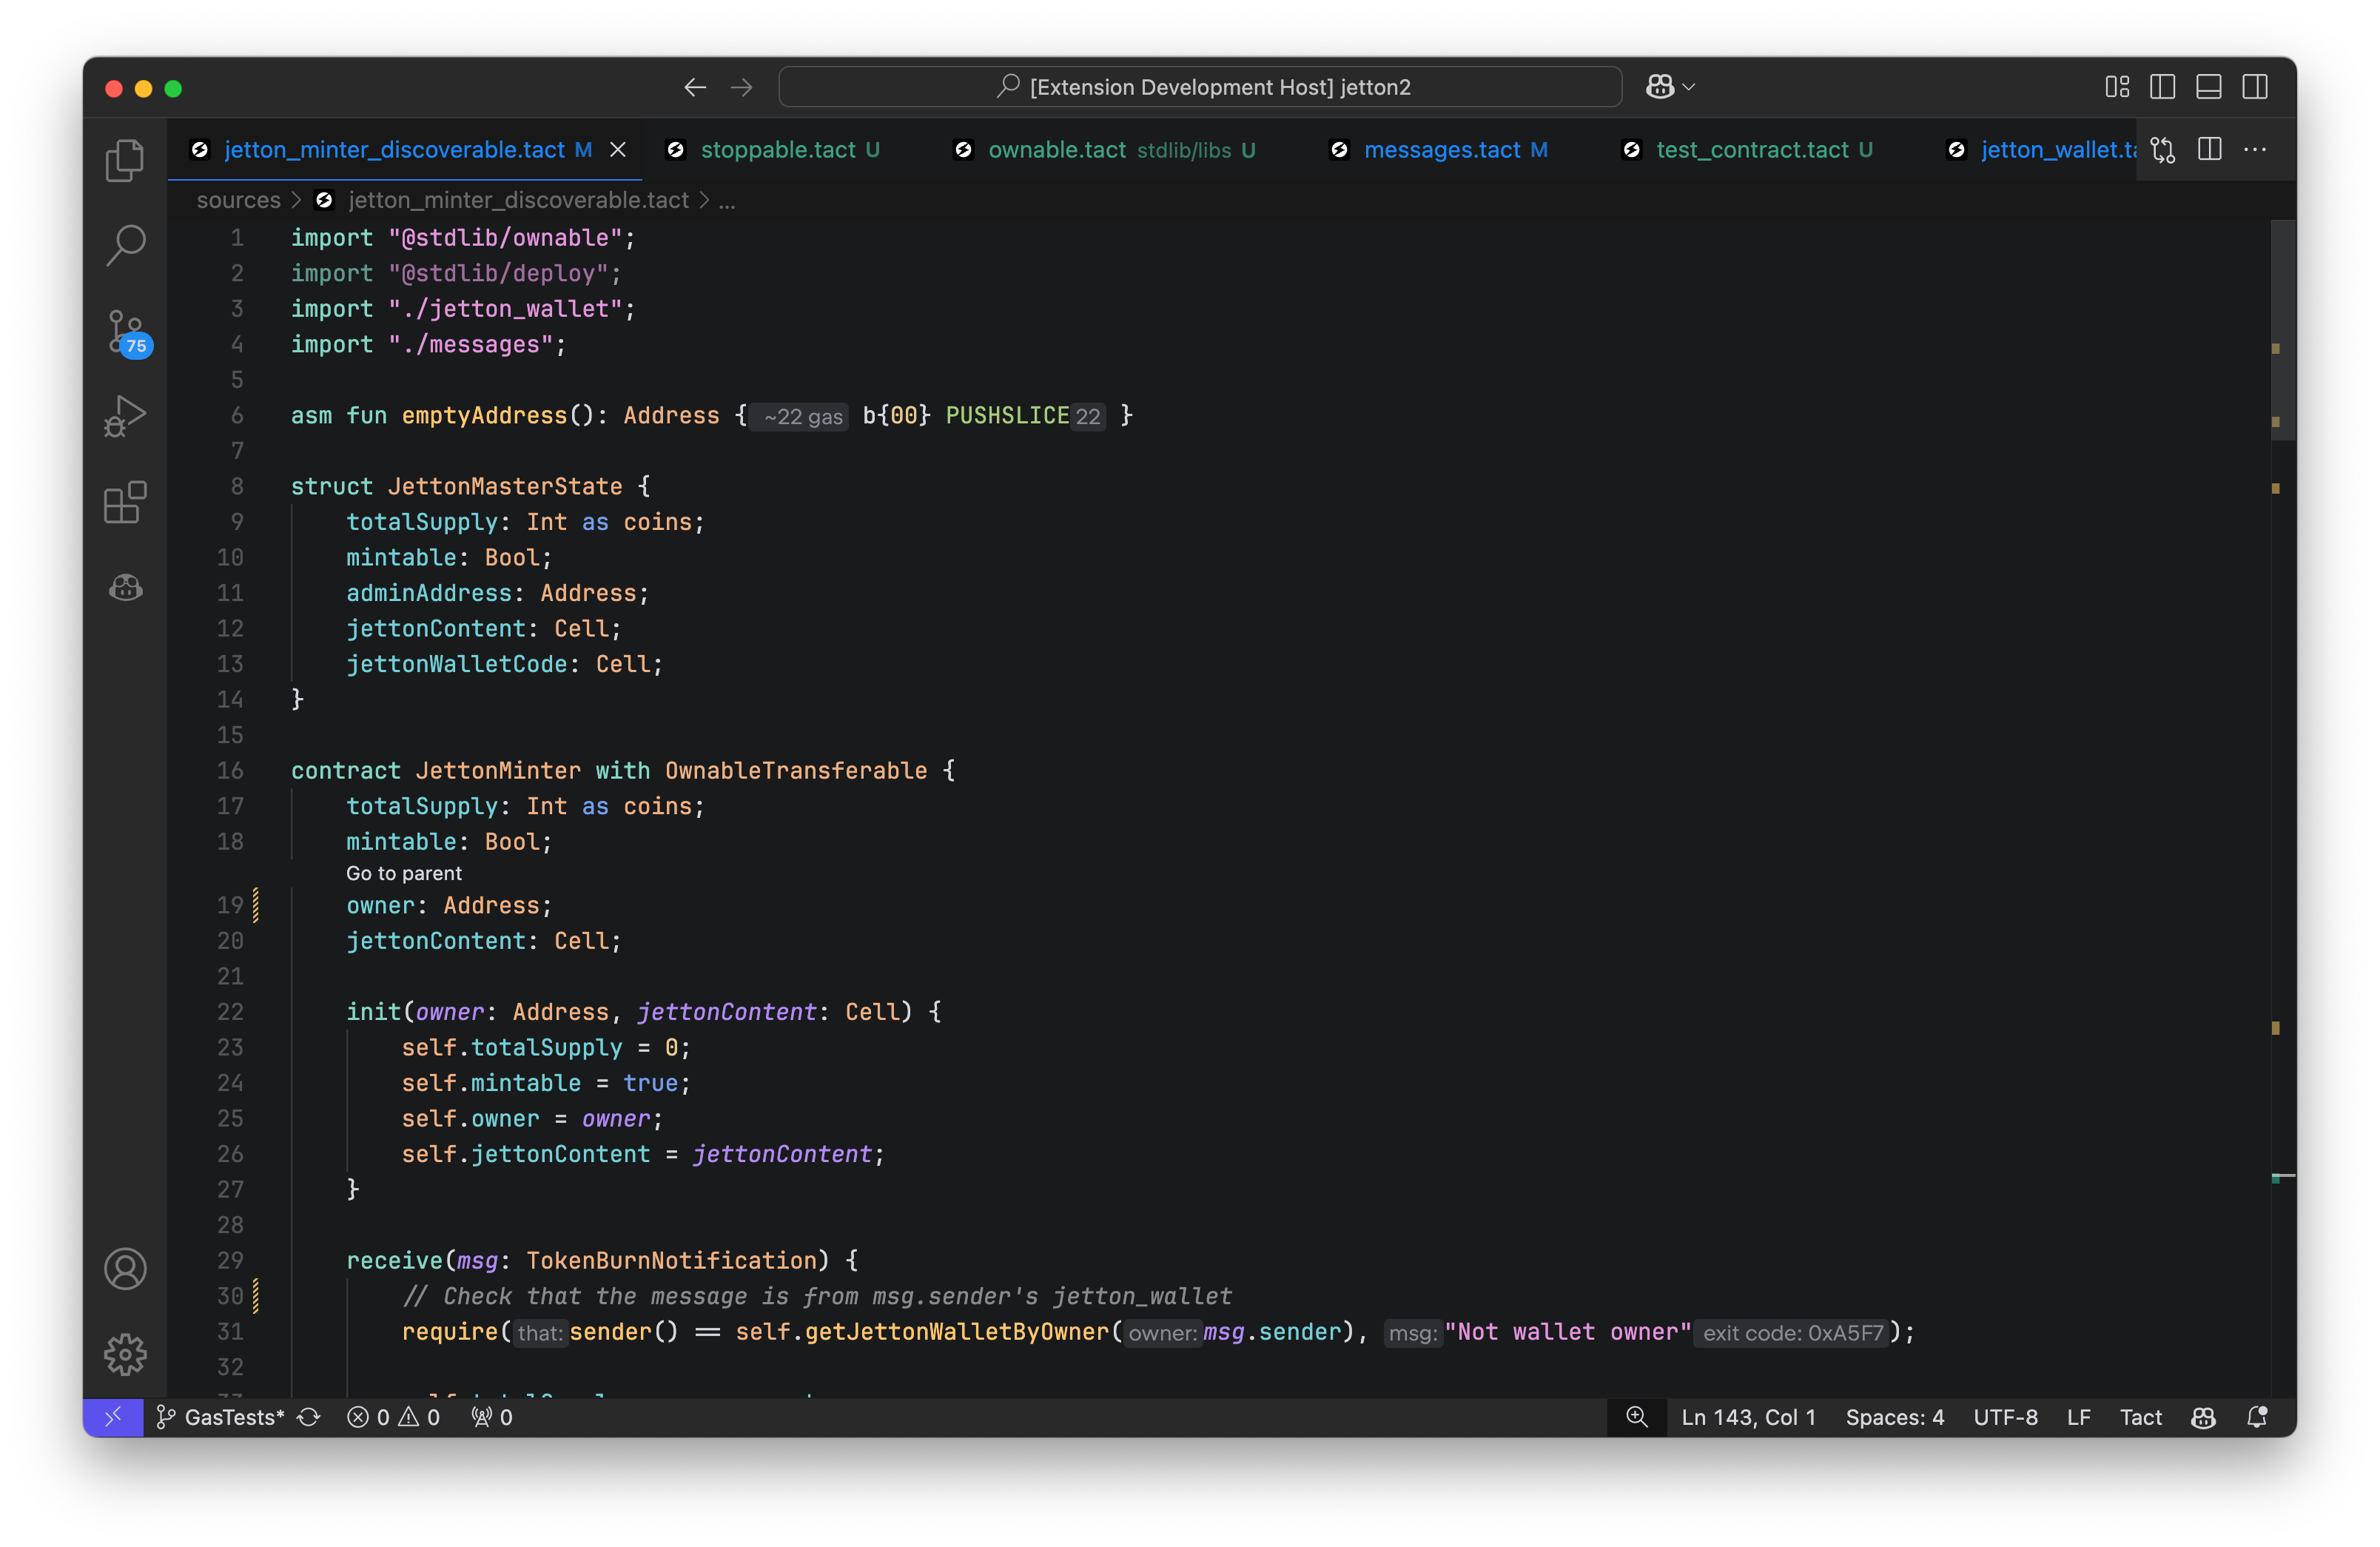 [Extension Development Host] jetton2
jetton_minter_discoverable.tact M stoppable.tact U ownable.tact stdlib/libs U messages.tact M test_contract.tact U jetton_wallet.ta
sources > jetton_minter_discoverable.tact > ...
75
1 import "@stdlib/ownable";
2 import "@stdlib/deploy";
3 import "./jetton_wallet";
4 import "./messages";
5
6 asm fun emptyAddress(): Address { ~22 gas b{00} PUSHSLICE 22 }
7
8 struct JettonMasterState {
9 totalSupply: Int as coins;
10 mintable: Bool;
11 adminAddress: Address;
12 jettonContent: Cell;
13 jettonWalletCode: Cell;
14 }
15
16 contract JettonMinter with OwnableTransferable {
17 totalSupply: Int as coins;
18 mintable: Bool;
Go to parent
19 owner: Address;
20 jettonContent: Cell;
21
22 init(owner: Address, jettonContent: Cell) {
23 self.totalSupply = 0;
24 self.mintable = true;
25 self.owner = owner;
26 self.jettonContent = jettonContent;
27 }
28
29 receive(msg: TokenBurnNotification) {
30 // Check that the message is from msg.sender's jetton_wallet
31 require(that: sender() == self.getJettonWalletByOwner(owner: msg.sender), msg: "Not wallet owner" exit code: 0xA5F7);
32
GasTests* 0 0 0 Ln 143, Col 1 Spaces: 4 UTF-8 LF Tact